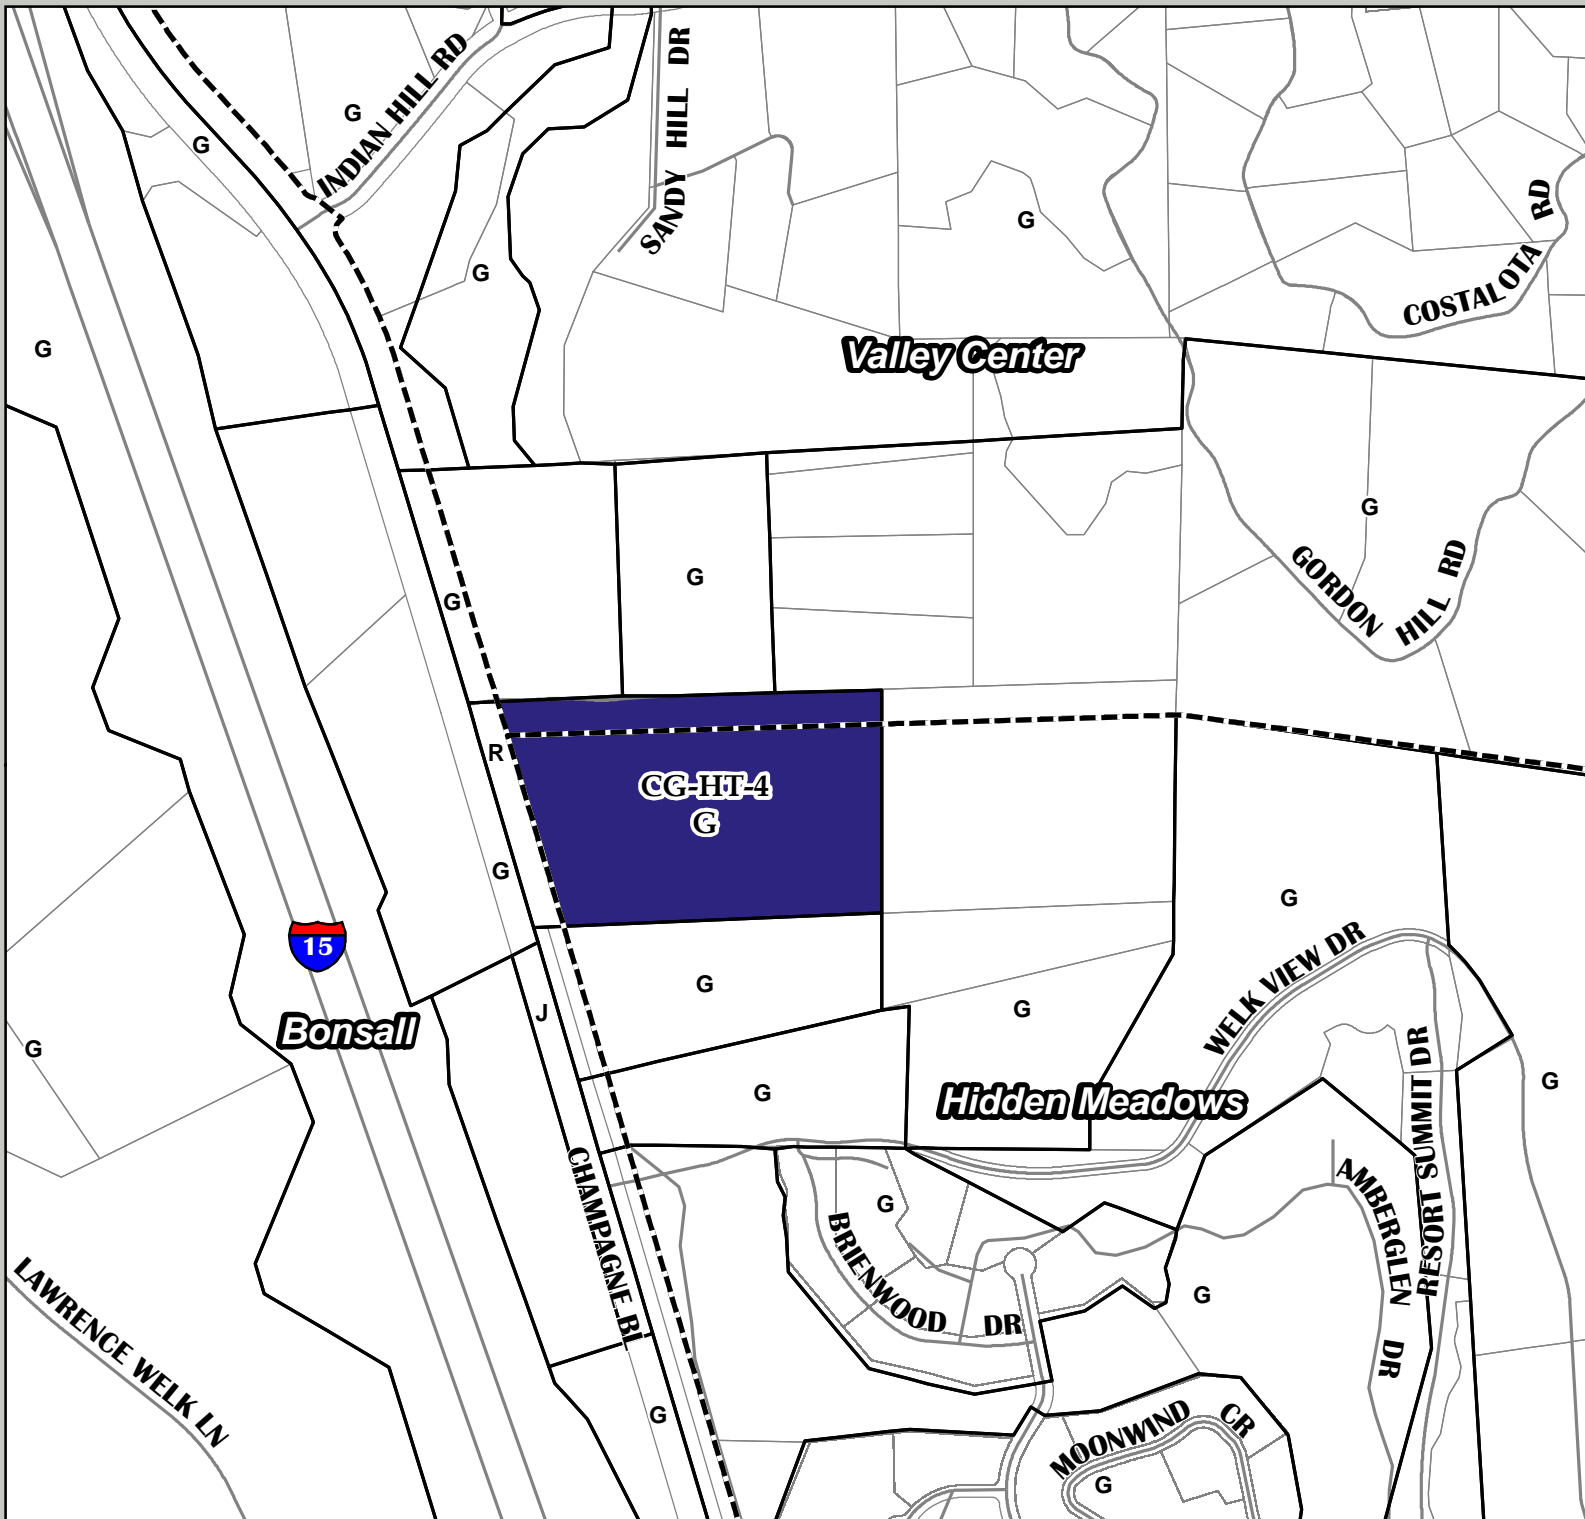 SANDY HILL DR
INDIAN HILL RD
G
G
RD
G
G
COSTALOTA
G
Valley Center
G
GORDON
HILL RD
G
G
R
CG-HT-4
G
G
G
WELK VIEW DR
15
G
J
G
Bonsall
G
RESORT SUMMIT DR
G
G
Hidden Meadows
CHAMPAGNE BL
AMBERGLEN DR
G
BRIENWOOD DR
LAWRENCE WELK LN
G
G
MOONWIND CR
G